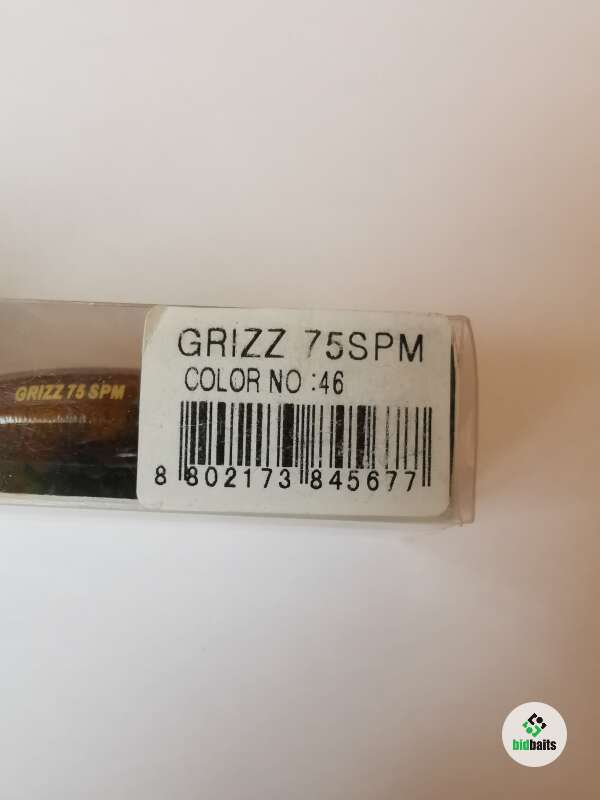 GRIZZ 75SPM
COLOR NO :46
GRIZZ 75 SPM
8 802173 845677
bidbaits